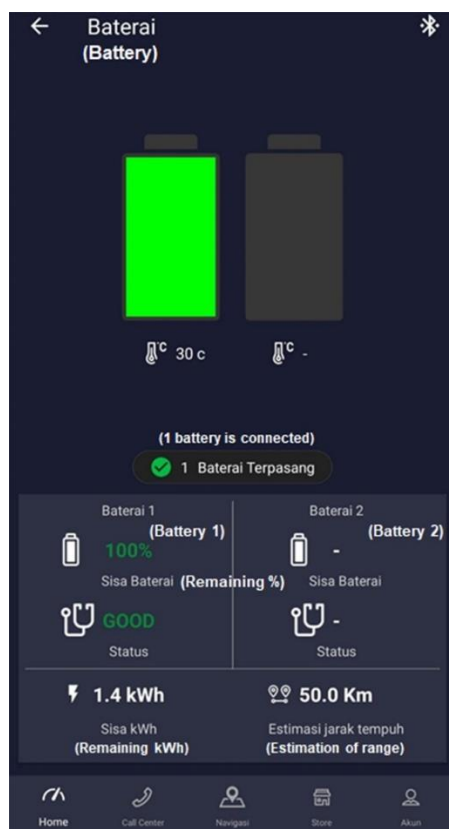 Baterai
(Battery)
°C 30 c
°C -
(1 battery is connected)
1 Baterai Terpasang
Baterai 1
(Battery 1)
100%
Sisa Baterai (Remaining %)
GOOD
Status
Baterai 2
(Battery 2)
-
Sisa Baterai
-
Status
1.4 kWh
Sisa kWh
(Remaining kWh)
50.0 Km
Estimasi jarak tempuh
(Estimation of range)
Home
Call Center
Navigasi
Store
Akun